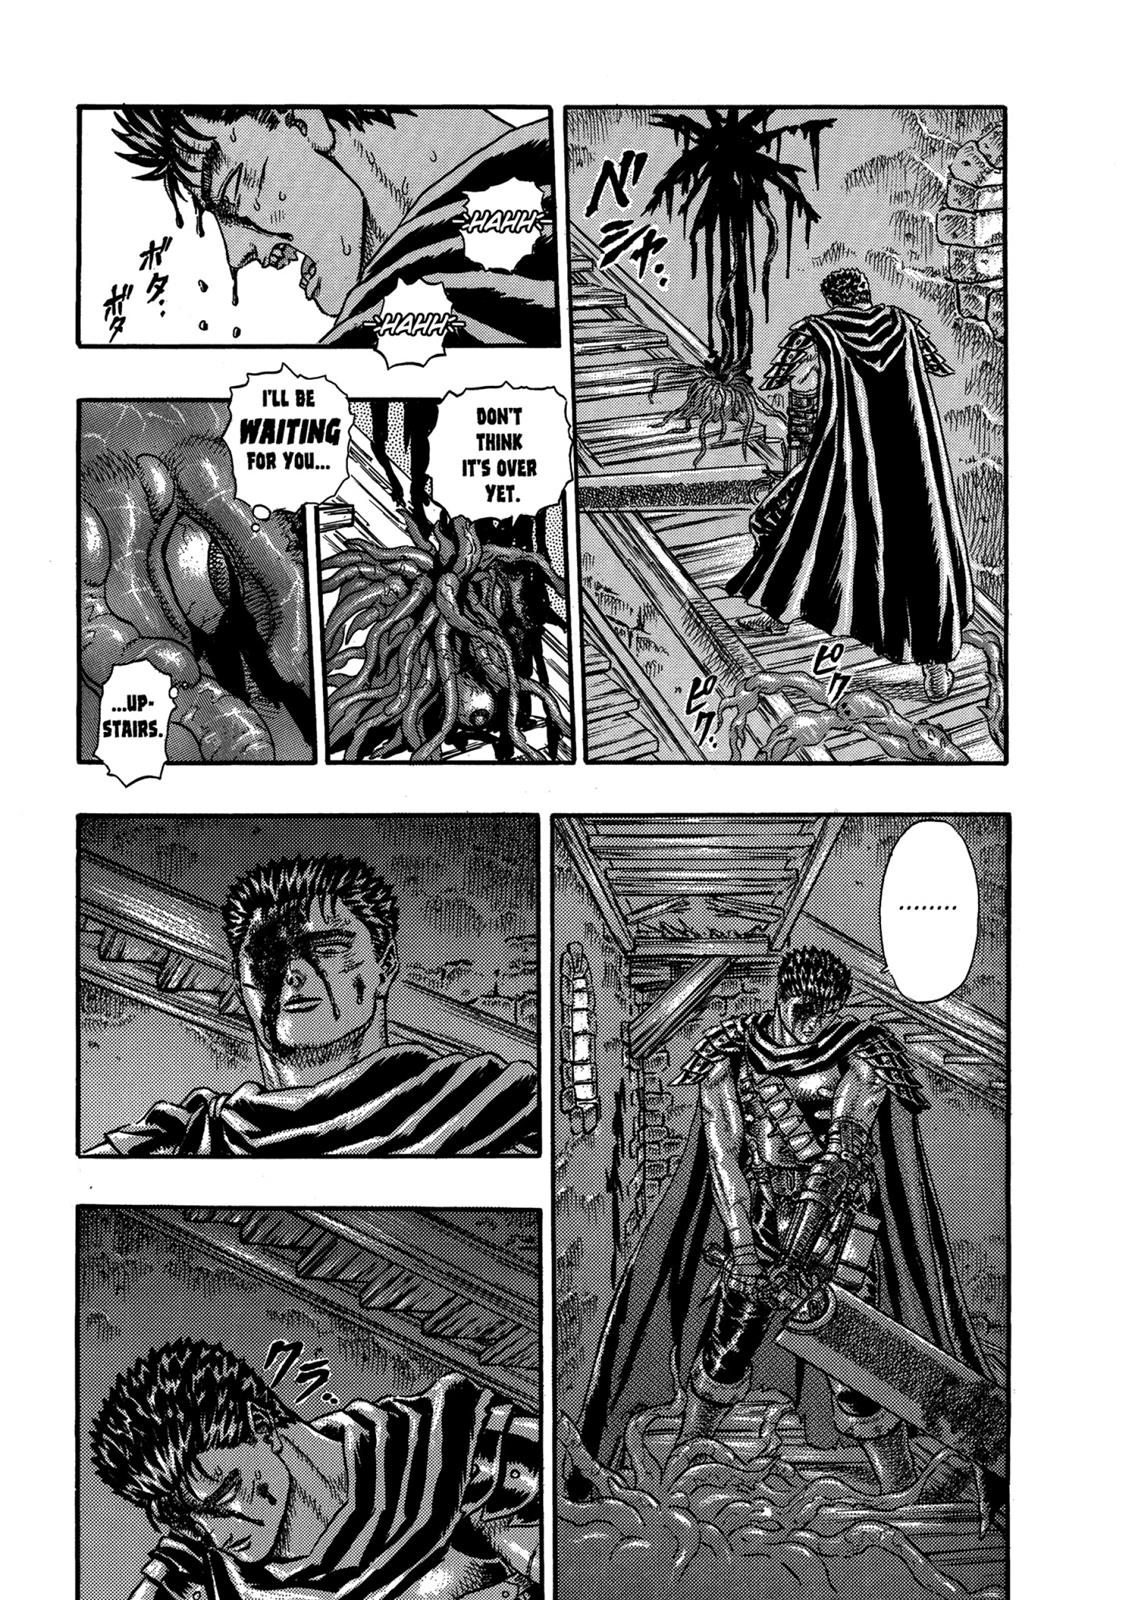 ベシャ…
ピク
ピク…
HAHH
HAHH
ボタ…
ボタ
DON'T
THINK
IT'S OVER
YET.
I'LL BE
WAITING
FOR YOU...
...UP-
STAIRS.
.........
クラ…